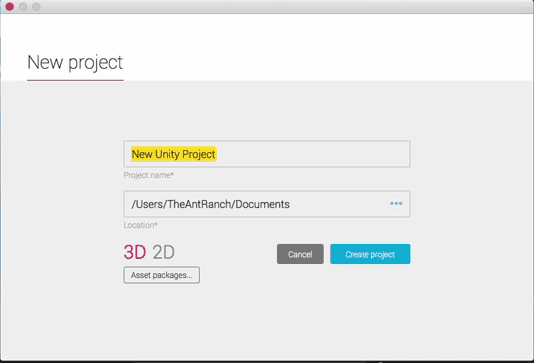 New project
New Unity Project
Project name*
/Users/TheAntRanch/Documents
Location*
3D 2D
Cancel
Create project
Asset packages...